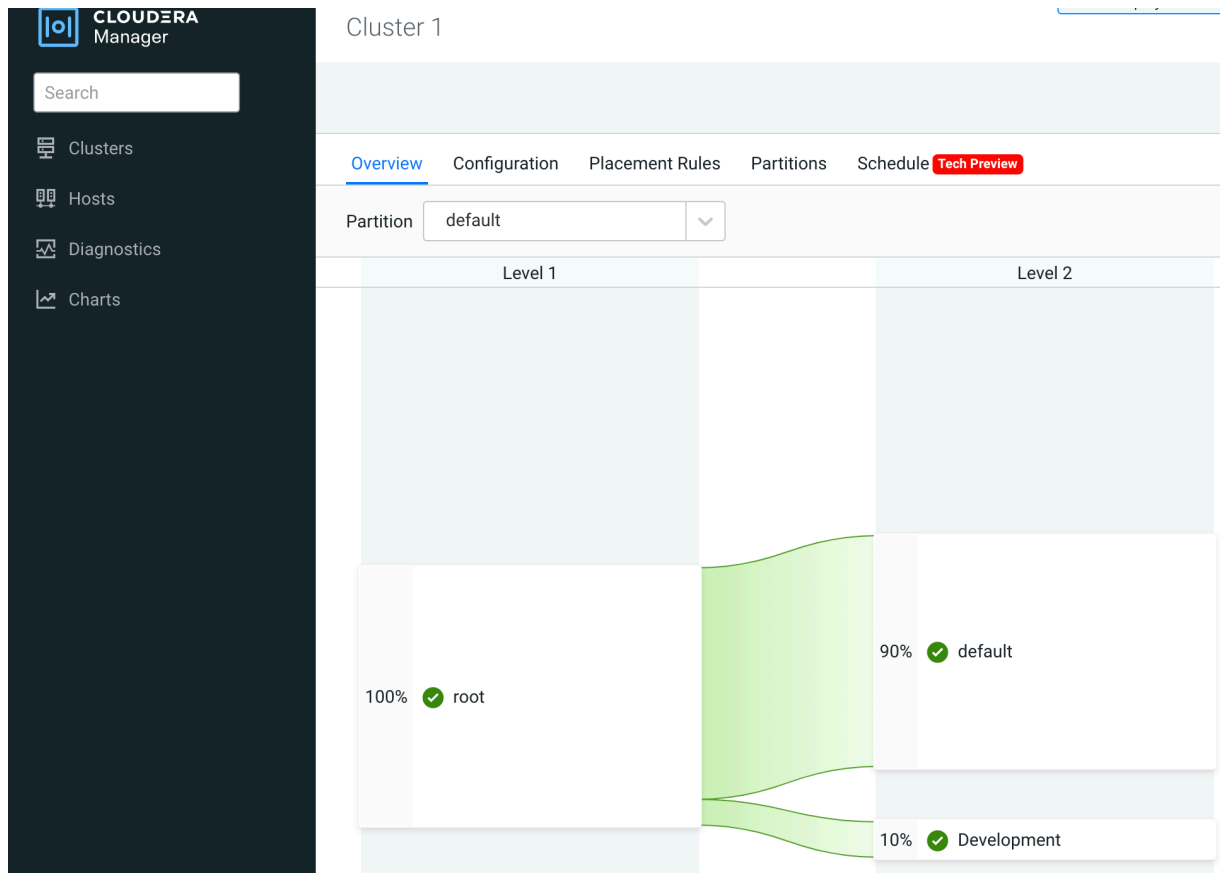 CLOUDERA
Manager
Search
Clusters
Hosts
Diagnostics
Charts
Cluster 1
Overview Configuration Placement Rules Partitions Schedule Tech Preview
Partition default
Level 1 Level 2
100% root
90% default
10% Development